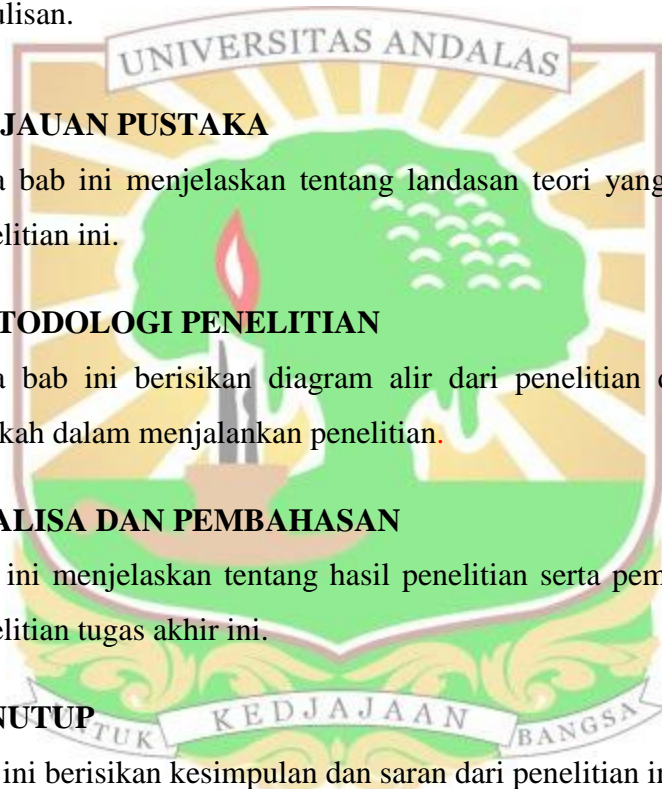 ulisan.
UNIVERSITAS ANDALAS
JAUAN PUSTAKA
a bab ini menjelaskan tentang landasan teori yang
elitian ini.
TODOLOGI PENELITIAN
a bab ini berisikan diagram alir dari penelitian
kah dalam menjalankan penelitian.
ALISA DAN PEMBAHASAN
ini menjelaskan tentang hasil penelitian serta pem
elitian tugas akhir ini.
NUTUP
TUK KEDJAJAAN BANGSA
ini berisikan kesimpulan dan saran dari penelitian in